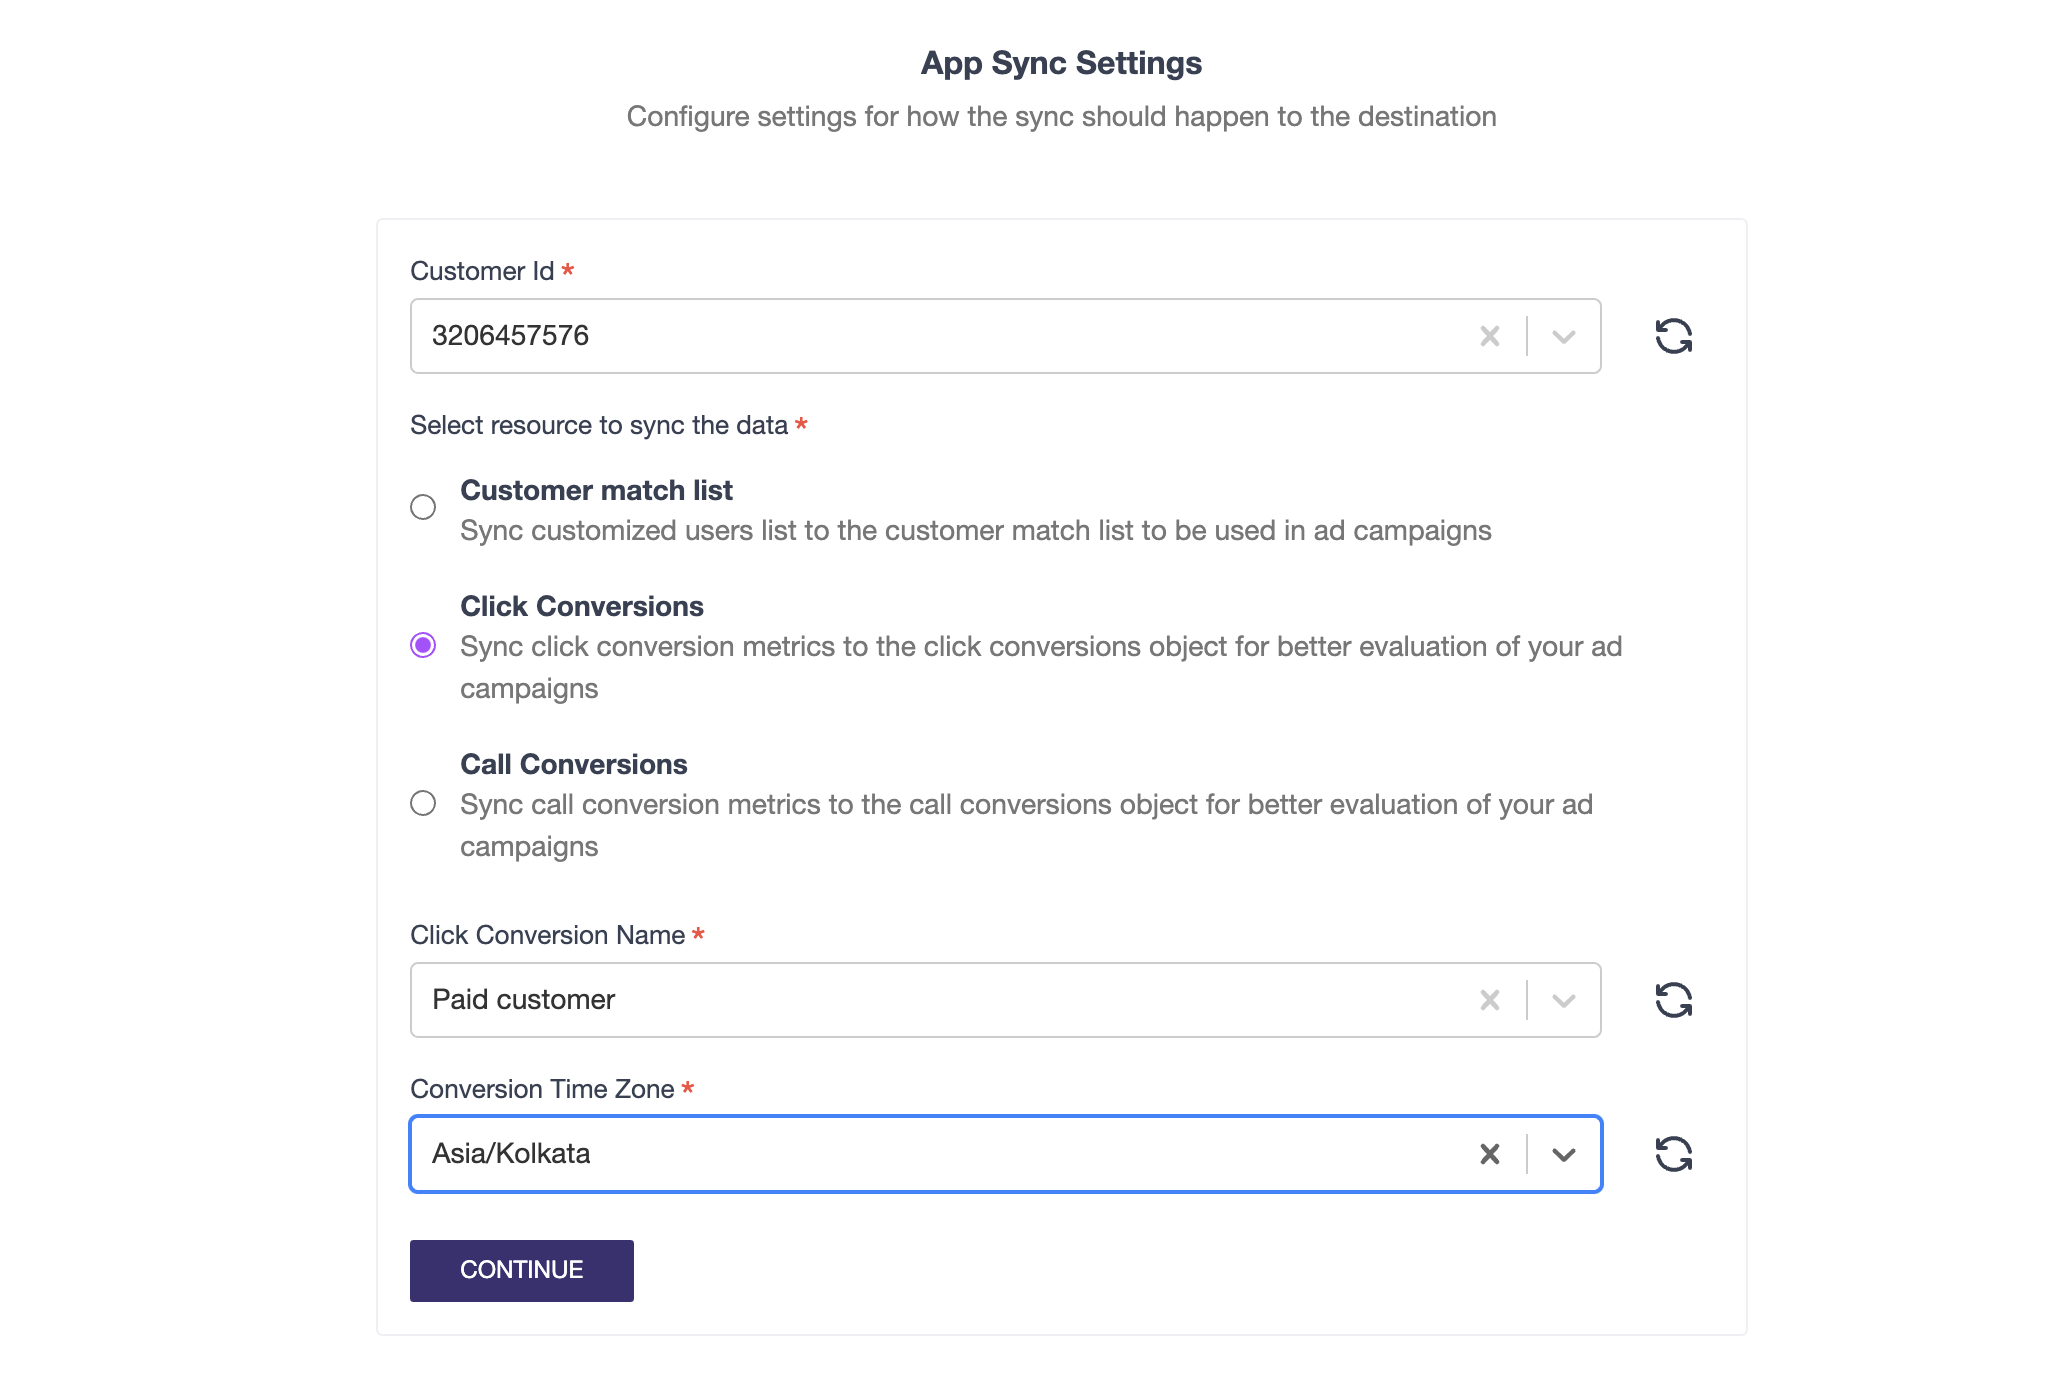 App Sync Settings
Configure settings for how the sync should happen to the destination
Customer Id *
3206457576
Select resource to sync the data *
Customer match list
Sync customized users list to the customer match list to be used in ad campaigns
Click Conversions
Sync click conversion metrics to the click conversions object for better evaluation of your ad
campaigns
Call Conversions
Sync call conversion metrics to the call conversions object for better evaluation of your ad
campaigns
Click Conversion Name *
Paid customer
Conversion Time Zone *
Asia/Kolkata
CONTINUE